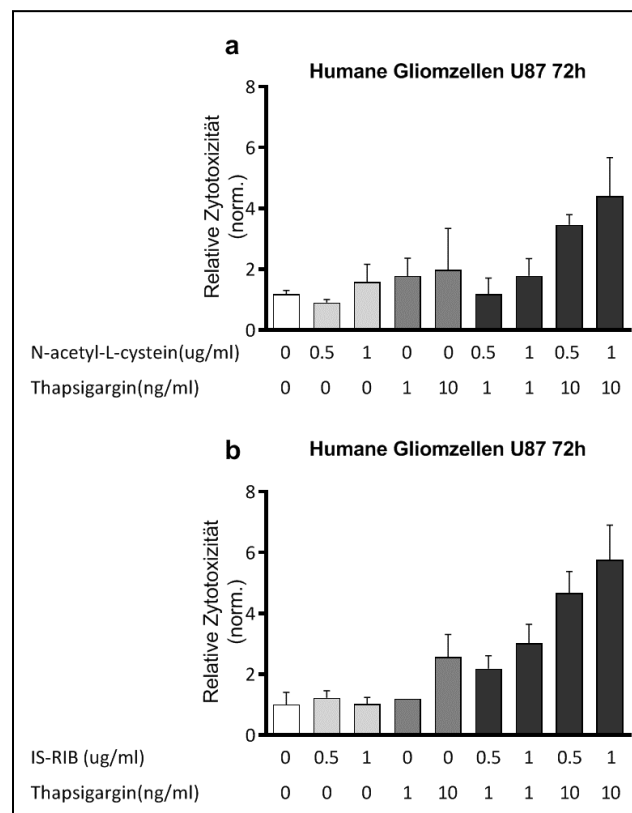 a
Humane Gliomzellen U87 72h
8
6
4
2
0
Relative Zytotoxizität
(norm.)
N-acetyl-L-cystein(ug/ml) 0 0.5 1 0 0 0.5 1 0.5 1
Thapsigargin(ng/ml) 0 0 0 1 10 1 1 10 10
b
Humane Gliomzellen U87 72h
8
6
4
2
0
Relative Zytotoxizität
(norm.)
IS-RIB (ug/ml) 0 0.5 1 0 0 0.5 1 0.5 1
Thapsigargin(ng/ml) 0 0 0 1 10 1 1 10 10